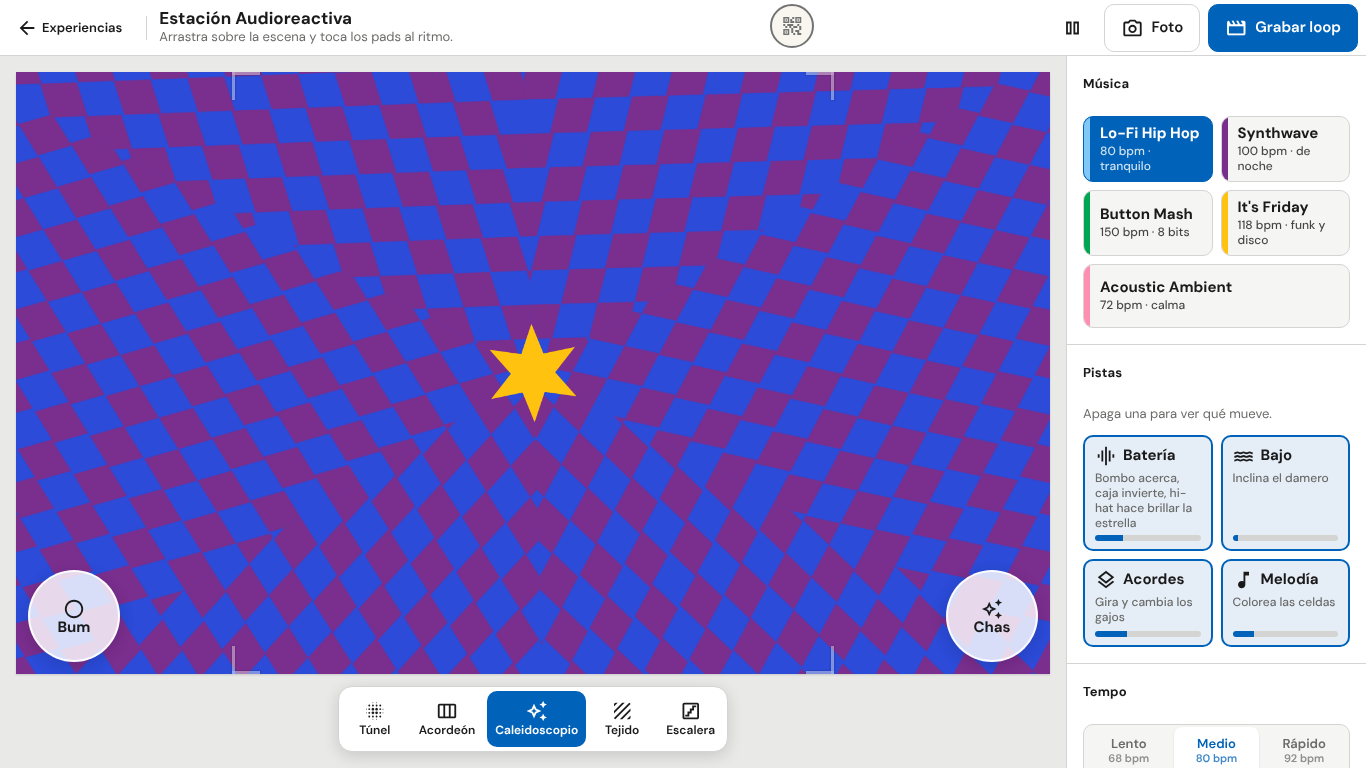 Experiencias
Estación Audioreactiva
Arrastra sobre la escena y toca los pads al ritmo.
Foto
Grabar loop
Música
Lo-Fi Hip Hop
80 bpm ·
tranquilo
Synthwave
100 bpm · de
noche
Button Mash
150 bpm · 8 bits
It's Friday
118 bpm · funk y
disco
Acoustic Ambient
72 bpm · calma
Pistas
Apaga una para ver qué mueve.
Batería
Bombo acerca,
caja invierte, hi-
hat hace brillar la
estrella
Bajo
Inclina el damero
Acordes
Gira y cambia los
gajos
Melodía
Colorea las celdas
Bum
Chas
Túnel
Acordeón
Caleidoscopio
Tejido
Escalera
Tempo
Lento
68 bpm
Medio
80 bpm
Rápido
92 bpm